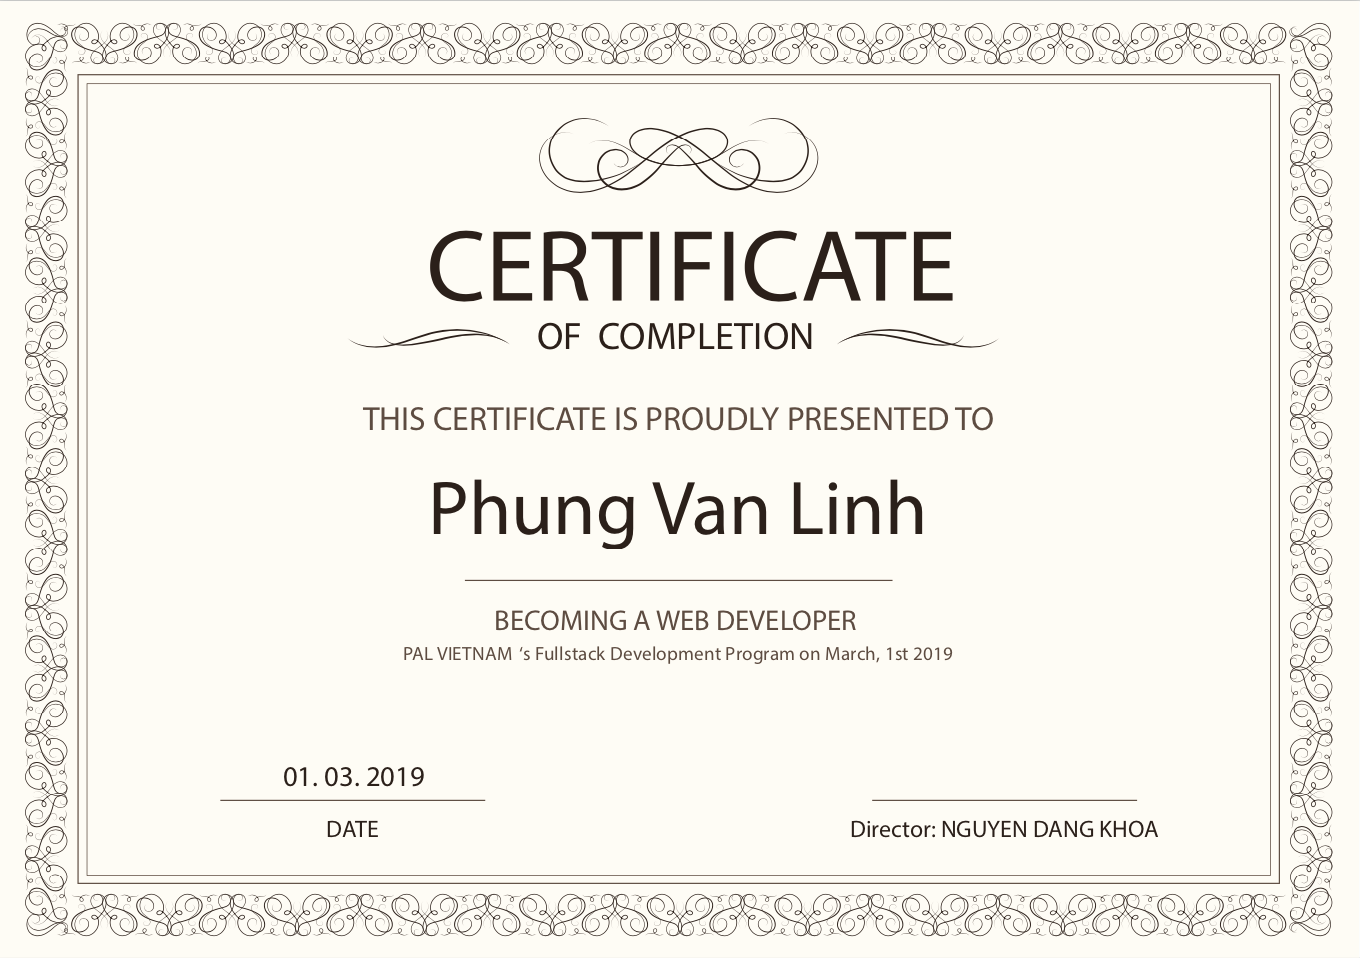 CERTIFICATE
OF COMPLETION
THIS CERTIFICATE IS PROUDLY PRESENTED TO
Phung Van Linh
BECOMING A WEB DEVELOPER
PAL VIETNAM ‘s Fullstack Development Program on March, 1st 2019
01. 03. 2019
DATE
Director: NGUYEN DANG KHOA